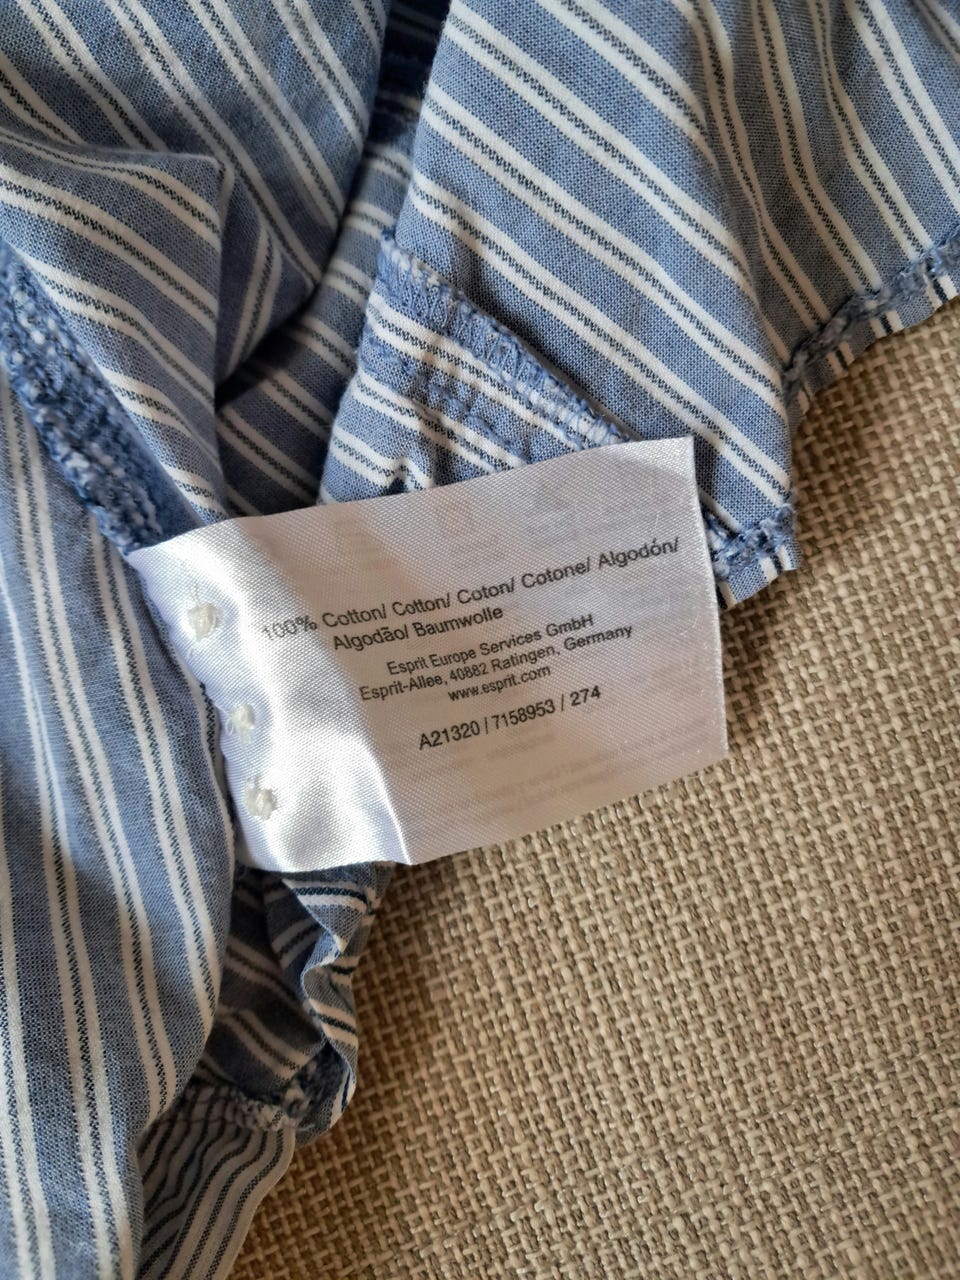 100% Cotton/ Cotton/ Coton/ Cotone/ Algodón/
Algodão/ Baumwolle
Esprit Europe Services GmbH
Esprit-Allee, 40882 Ratingen, Germany
www.esprit.com
A21320 / 7158953 / 274